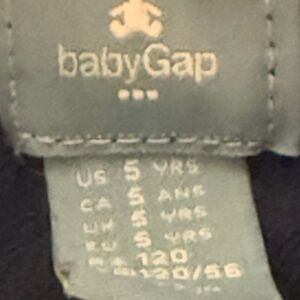 babyGap
US 5 YRS
CA 5 ANS
UK 5 YRS
EU 5 YRS
120
120/56